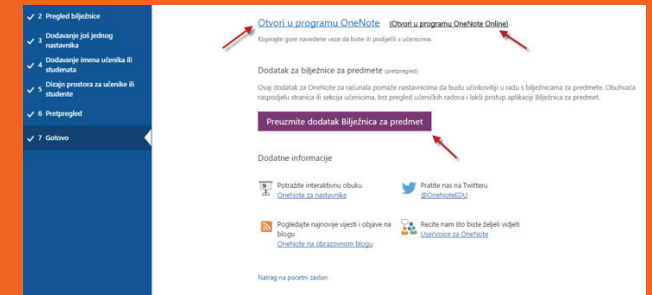 2 Pregled bilježnice
3 Dodavanje još jednog
nastavnika
4 Dodavanje imena učenika ili
studenata
5 Dizajn prostora za učenike ili
studente
6 Pretpregled
7 Gotovo
Otvori u programu OneNote (Otvori u programu OneNote Online)
Kopirajte gore navedene veze da biste ih podijelili s učenicima.
Dodatak za bilježnice za predmete (pretpregled)
Ovaj dodatak za OneNote za računala pomaže nastavnicima da budu učinkovitiji u radu s bilježnicama za predmete. Obuhvaća
raspodjelu stranica ili sekcija učenicima, brz pregled učeničkih radova i lakši pristup aplikaciji Bilježnica za predmet.
Preuzmite dodatak Bilježnica za predmet
Dodatne informacije
Potražite interaktivnu obuku
OneNote za nastavnike
Pratite nas na Twitteru
@OneNoteEDU
Pogledajte najnovije vijesti i objave na
blogu
OneNote na obrazovnom blogu
Recite nam što biste željeli vidjeti
UserVoice za OneNote
Natrag na početni zaslon